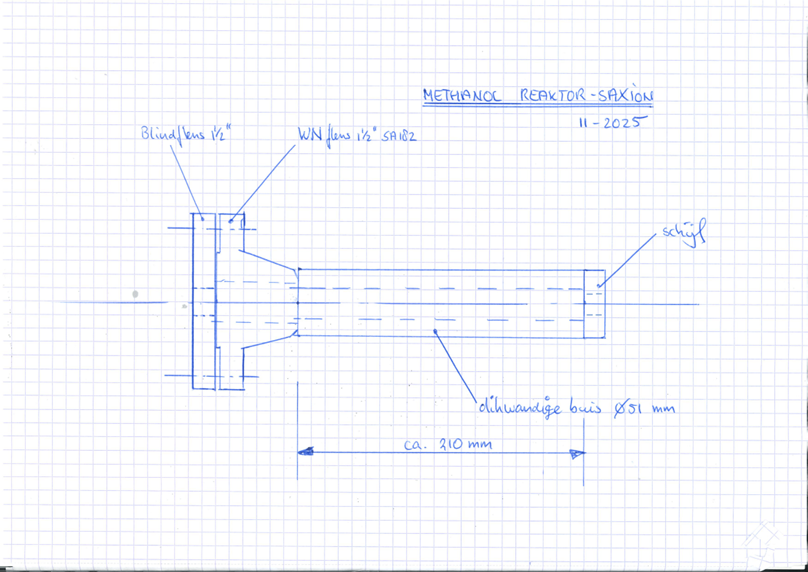 METHANOL REAKTOR-SAXION
11-2025
Blindflens 1½"
WN flens 1½" SA182
schijf
dikwandige buis Ø51 mm
ca. 210 mm